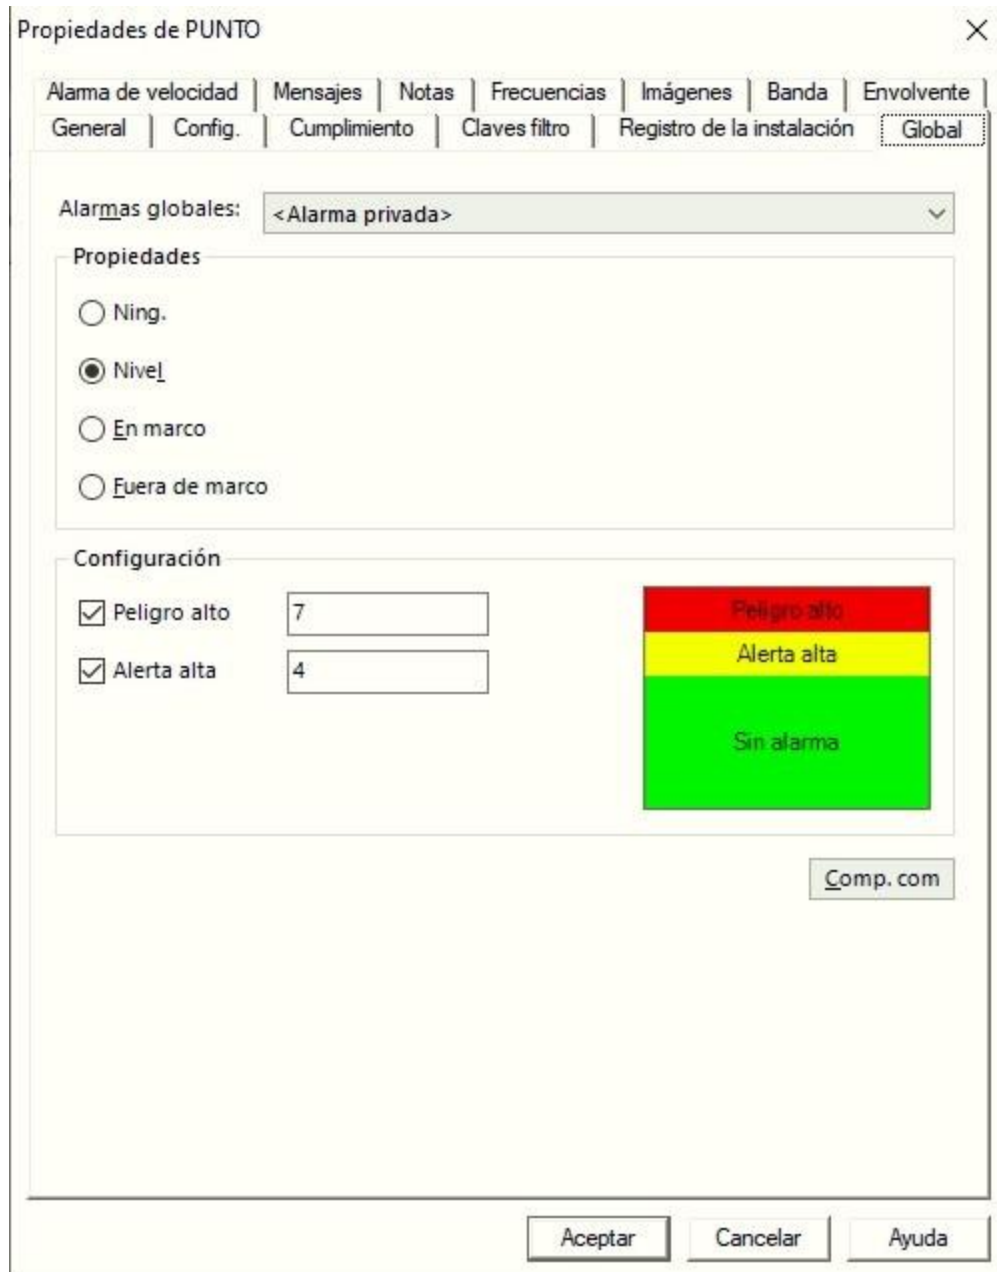 Propiedades de PUNTO
Alarma de velocidad Mensajes Notas Frecuencias Imágenes Banda Envolvente
General Config. Cumplimiento Claves filtro Registro de la instalación Global
Alarmas globales: <Alarma privada>
Propiedades
Ning.
Nivel
En marco
Fuera de marco
Configuración
Peligro alto 7
Alerta alta 4
Peligro alto
Alerta alta
Sin alarma
Comp. com
Aceptar Cancelar Ayuda